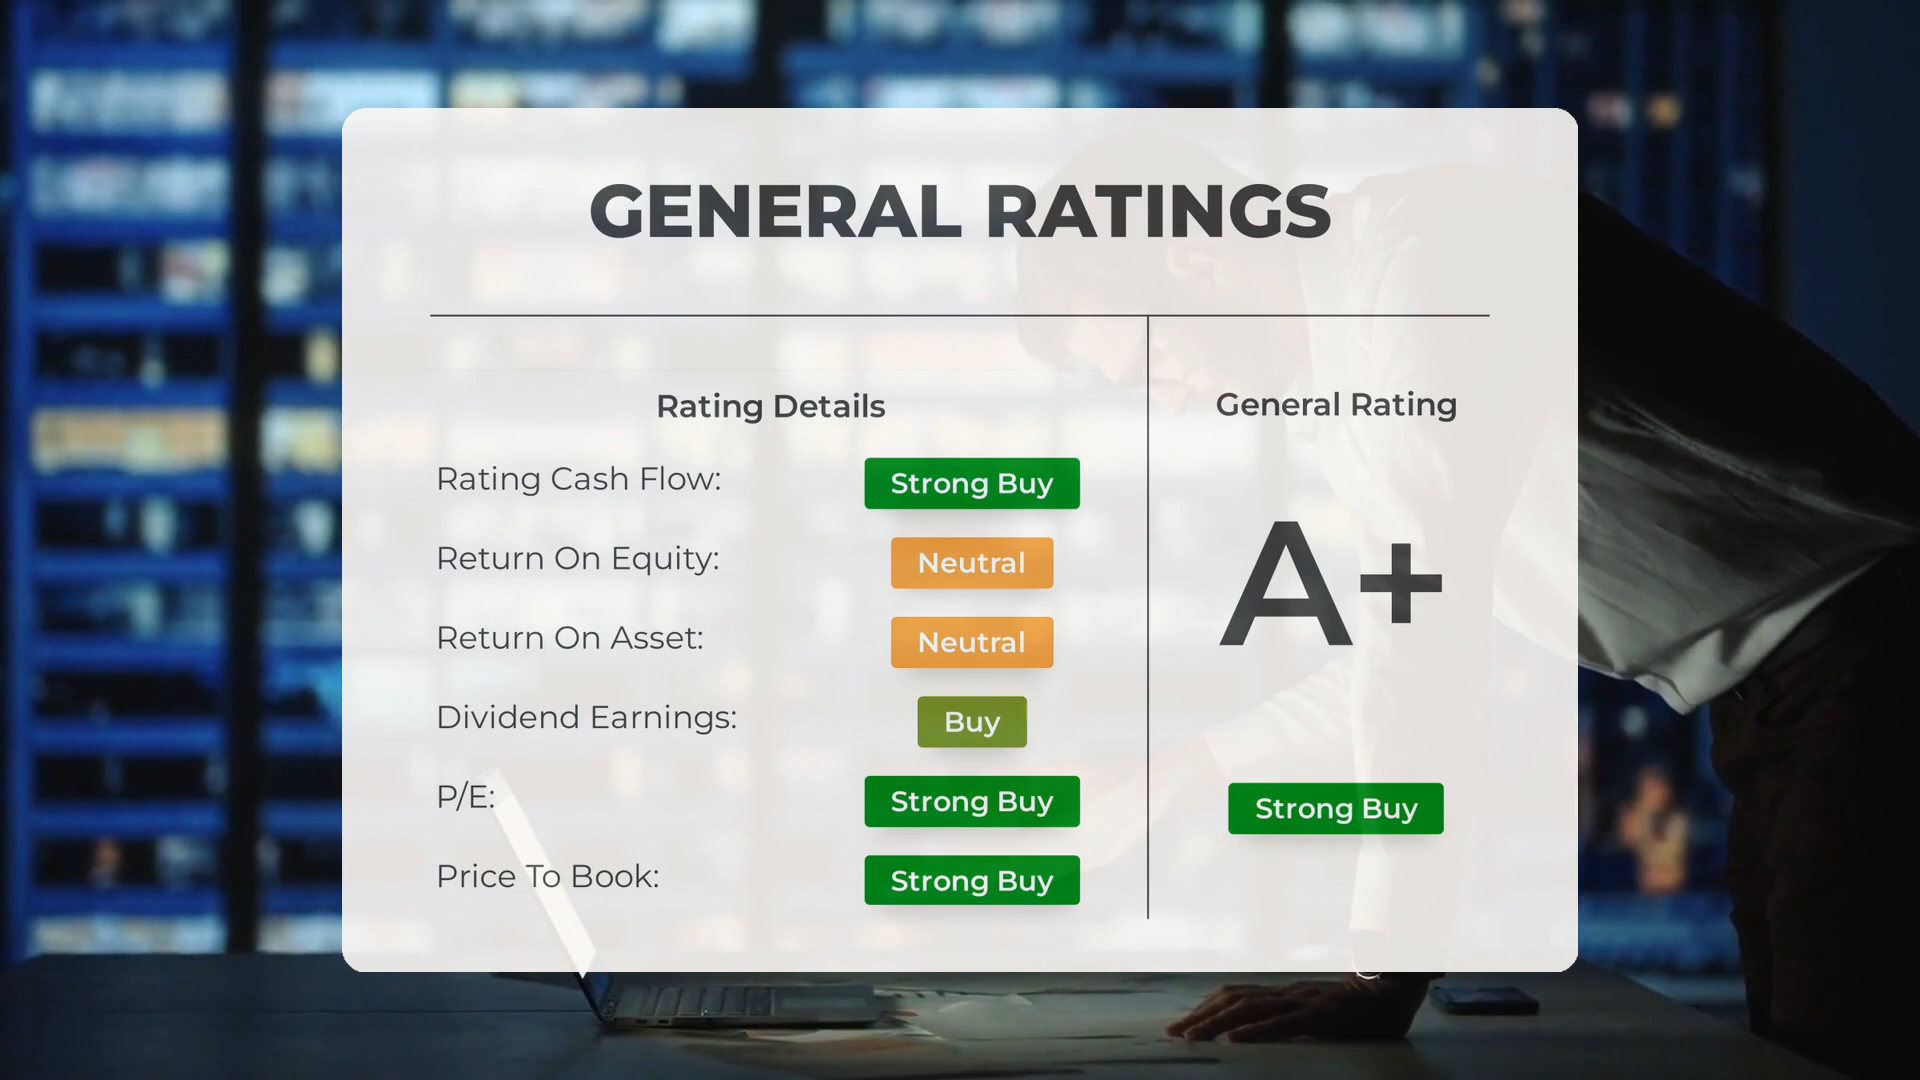 GENERAL RATINGS
Rating Details
Rating Cash Flow: Strong Buy
Return On Equity: Neutral
Return On Asset: Neutral
Dividend Earnings: Buy
P/E: Strong Buy
Price To Book: Strong Buy
General Rating
A+
Strong Buy